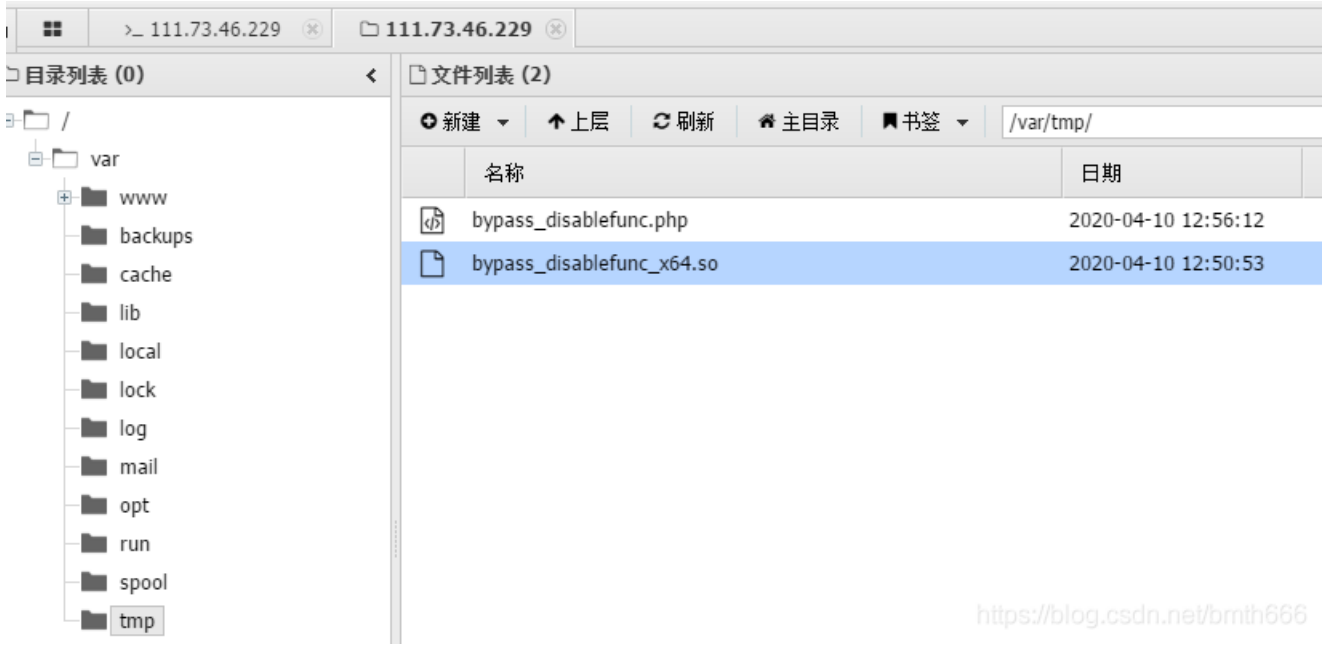 >_ 111.73.46.229
111.73.46.229
目录列表 (0)
文件列表 (2)
新建 上层 刷新 主目录 书签 /var/tmp/
名称 日期
/
var
www
backups
cache
lib
local
lock
log
mail
opt
run
spool
tmp
bypass_disablefunc.php 2020-04-10 12:56:12
bypass_disablefunc_x64.so 2020-04-10 12:50:53
https://blog.csdn.net/bmth666